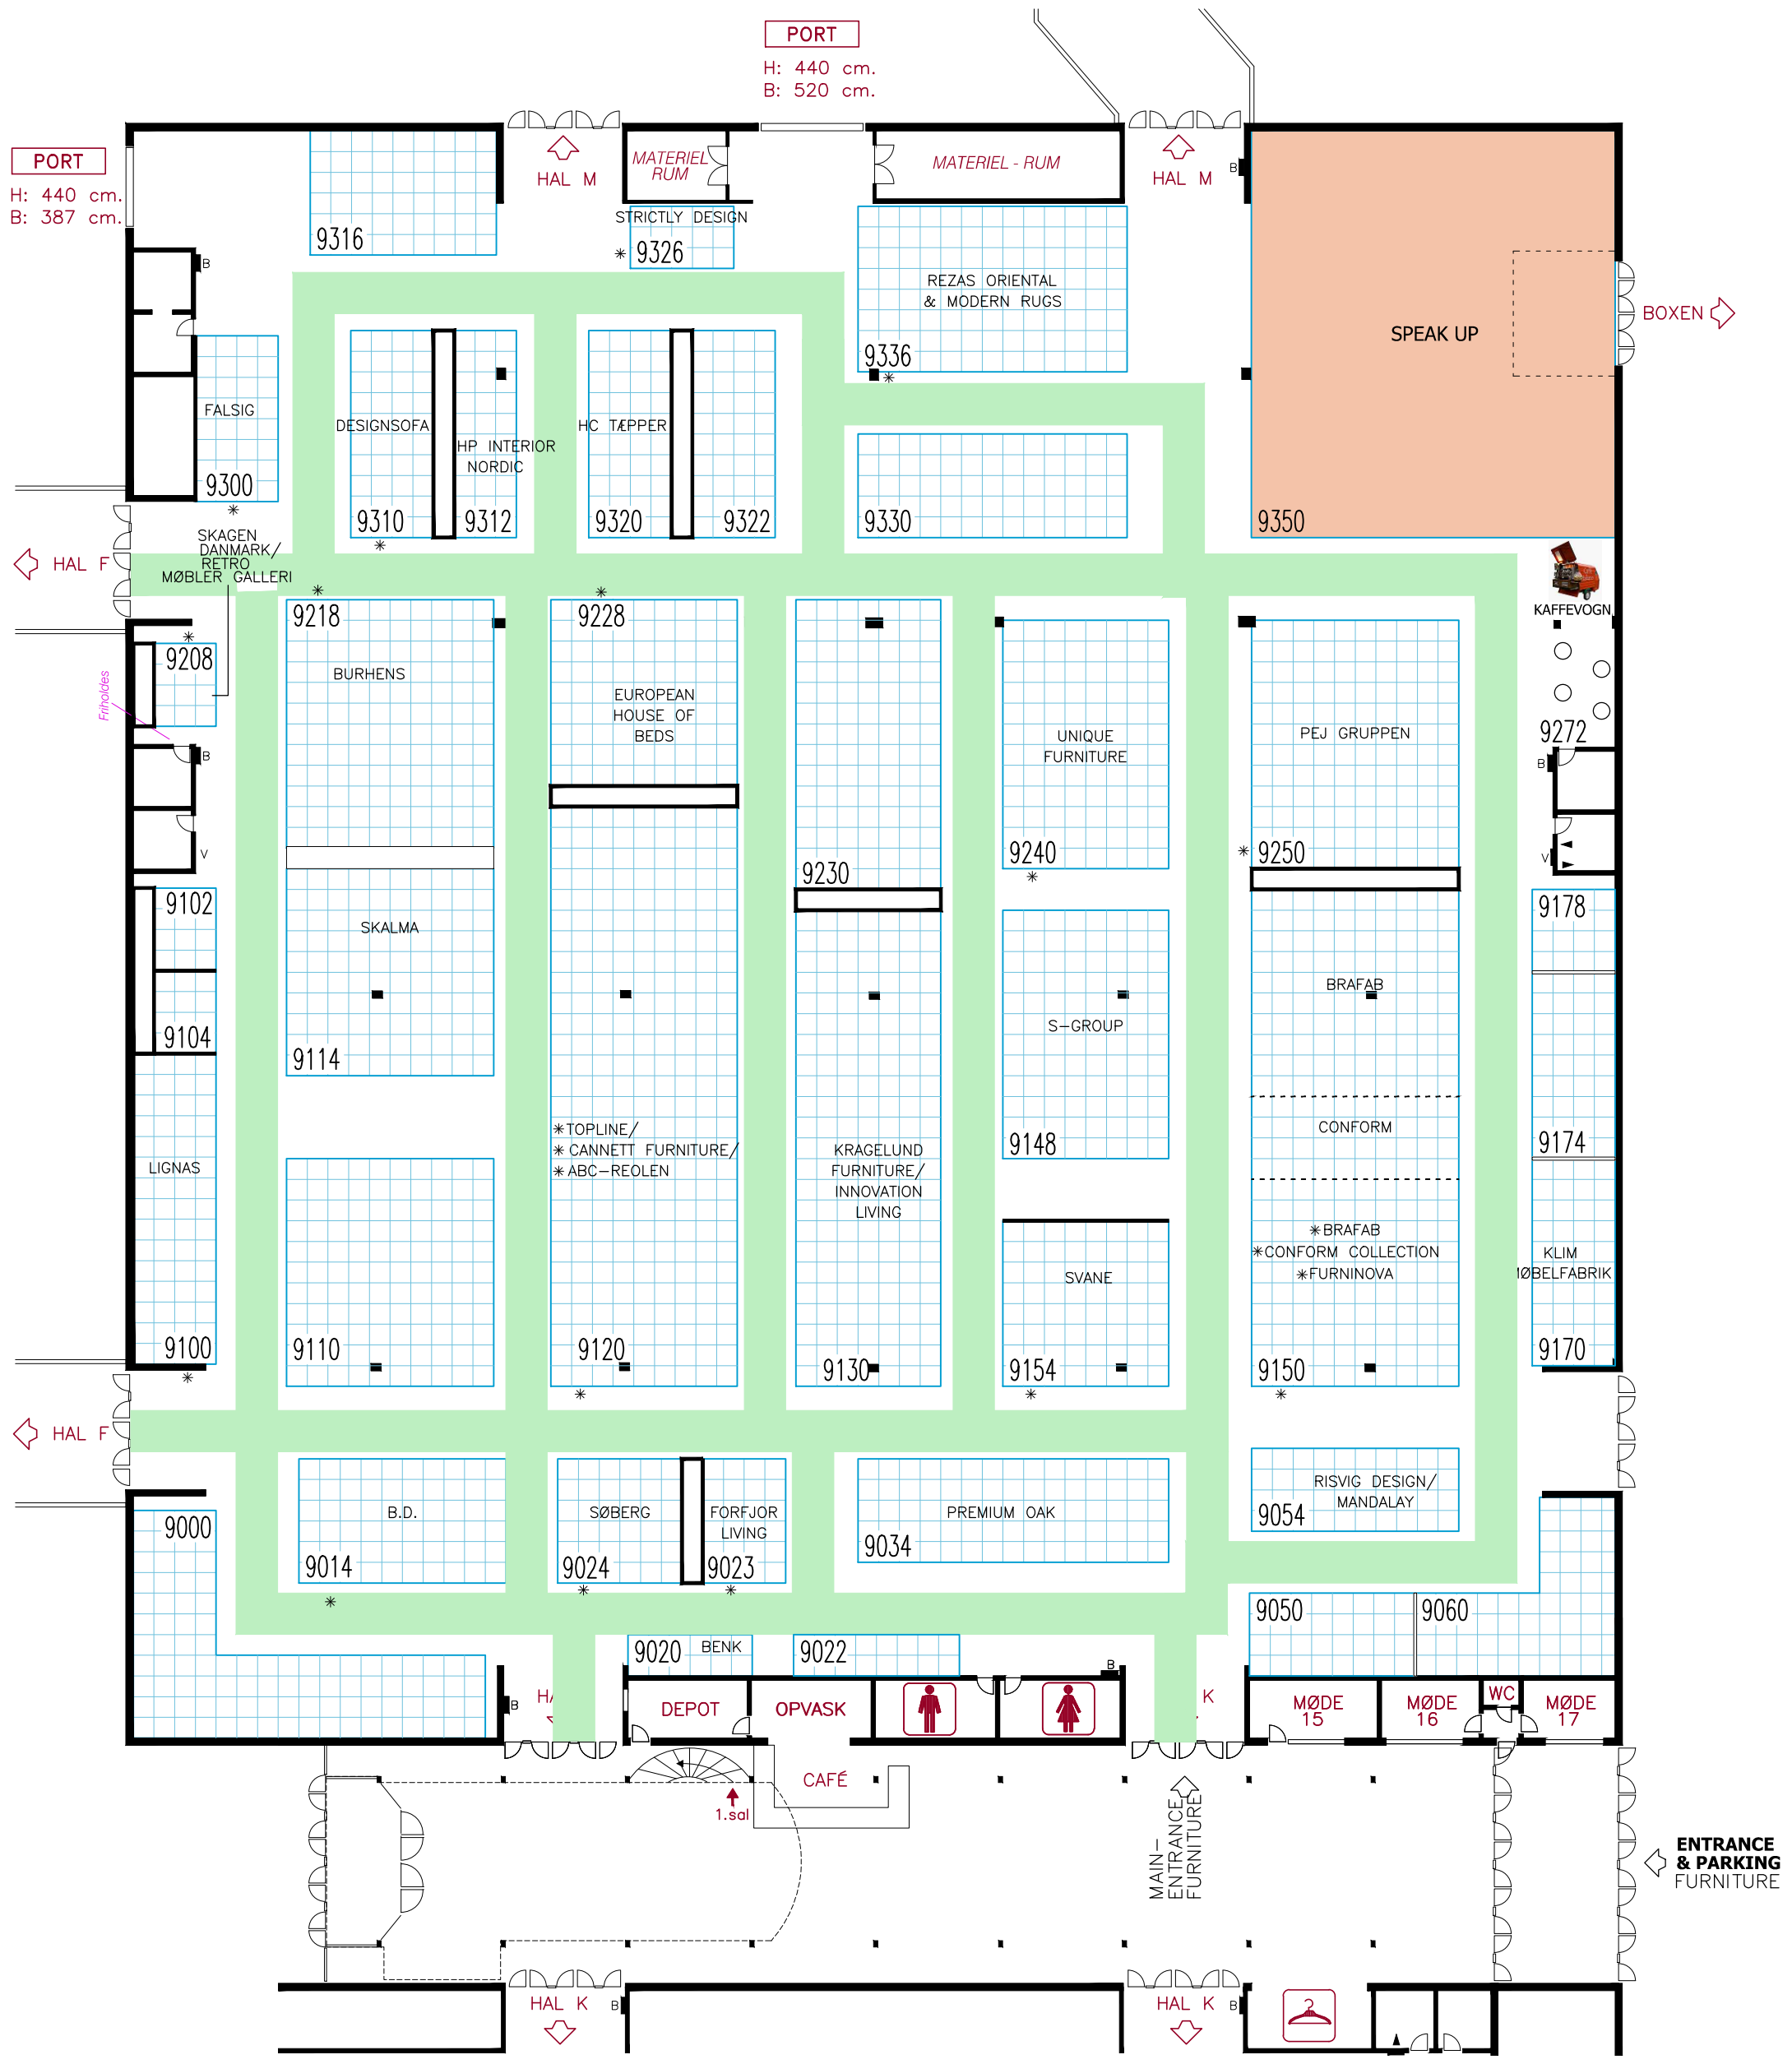 PORT
H: 440 cm.
B: 520 cm.
PORT
H: 440 cm.
B: 387 cm.
HAL M
MATERIEL
RUM
MATERIEL - RUM
HAL M
B
9316
STRICTLY DESIGN
* 9326
B
REZAS ORIENTAL
& MODERN RUGS
9336
*
SPEAK UP
BOXEN
9350
FALSIG
9300
*
DESIGNSOFA
9310
*
HP INTERIOR
NORDIC
9312
HC TÆPPER
9320
9322
9330
SKAGEN
DANMARK/
RETRO
MØBLER GALLERI
HAL F
KAFFEVOGN
*
9208
Friholdes
B
V
*
9218
BURHENS
*
9228
EUROPEAN
HOUSE OF
BEDS
9230
UNIQUE
FURNITURE
9240
*
PEJ GRUPPEN
* 9250
9272
B
V
9102
9104
SKALMA
9114
S-GROUP
9148
BRAFAB
CONFORM
9178
9174
LIGNAS
9100
*
9110
*TOPLINE/
* CANNETT FURNITURE/
* ABC-REOLEN
9120
*
KRAGELUND
FURNITURE/
INNOVATION
LIVING
9130
SVANE
9154
*
*BRAFAB
*CONFORM COLLECTION
*FURNINOVA
9150
*
KLIM
MØBELFABRIK
9170
HAL F
9000
B.D.
9014
*
SØBERG
9024
*
FORFJOR
LIVING
9023
*
PREMIUM OAK
9034
RISVIG DESIGN/
MANDALAY
9054
9050
9060
9020 BENK
9022
B
B
K
DEPOT
OPVASK
MØDE
15
MØDE
16
WC
MØDE
17
CAFÉ
1.sal
MAIN-
ENTRANCE
FURNITURE
ENTRANCE
& PARKING
FURNITURE
HAL K
B
HAL K
B